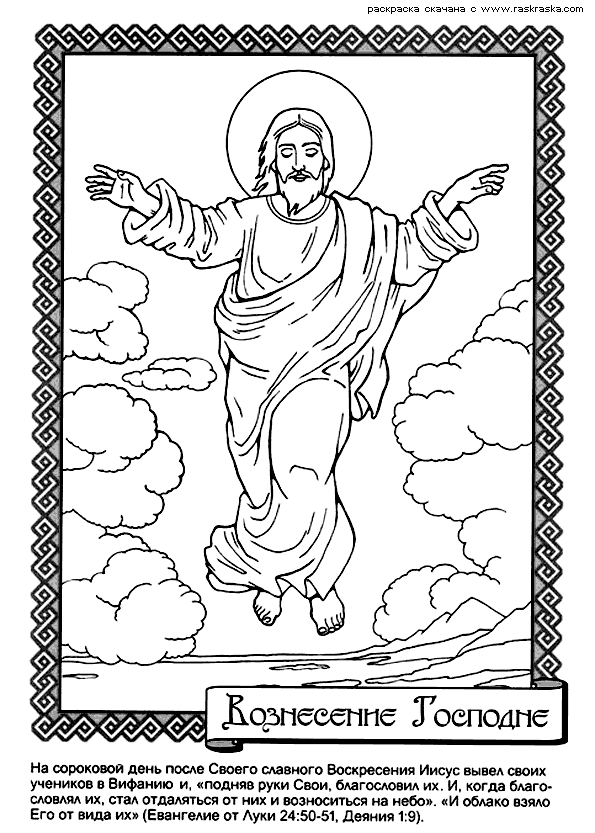 раскраска скачана с www.raskraska.com
Вознесение Господне
На сороковой день после Своего славного Воскресения Иисус вывел своих
учеников в Вифанию и, «подняв руки Свои, благословил их. И, когда благо-
словлял их, стал отдаляться от них и возноситься на небо». «И облако взяло
Его от вида их» (Евангелие от Луки 24:50-51, Деяния 1:9).